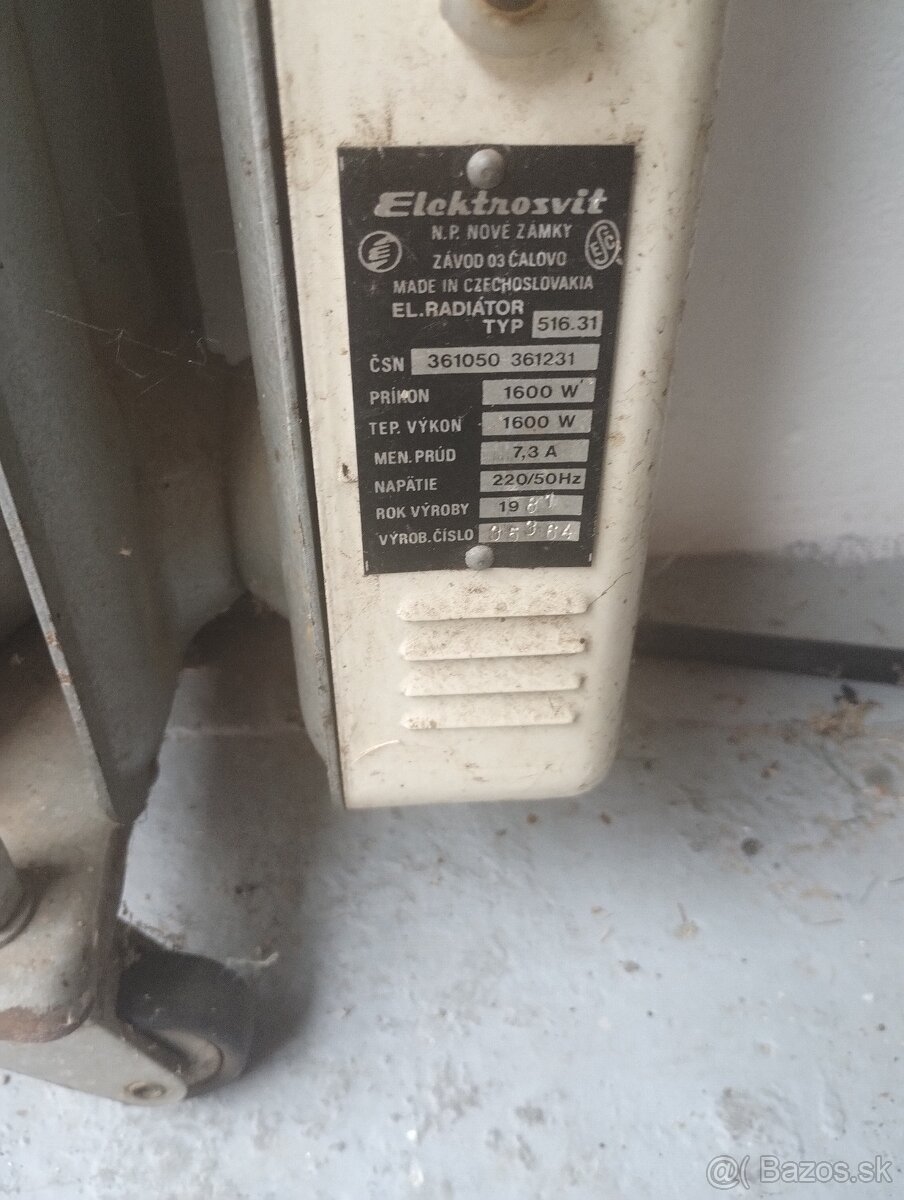 Elektrosvit
N.P. NOVÉ ZÁMKY
ZÁVOD 03 ČALOVO
MADE IN CZECHOSLOVAKIA
EL. RADIÁTOR
TYP 516.31
ČSN 361050 361231
PRÍKON 1600 W
TEP. VÝKON 1600 W
MEN. PRÚD 7,3 A
NAPÄTIE 220/50Hz
ROK VÝROBY
VÝROB. ČÍSLO
@( Bazos.sk